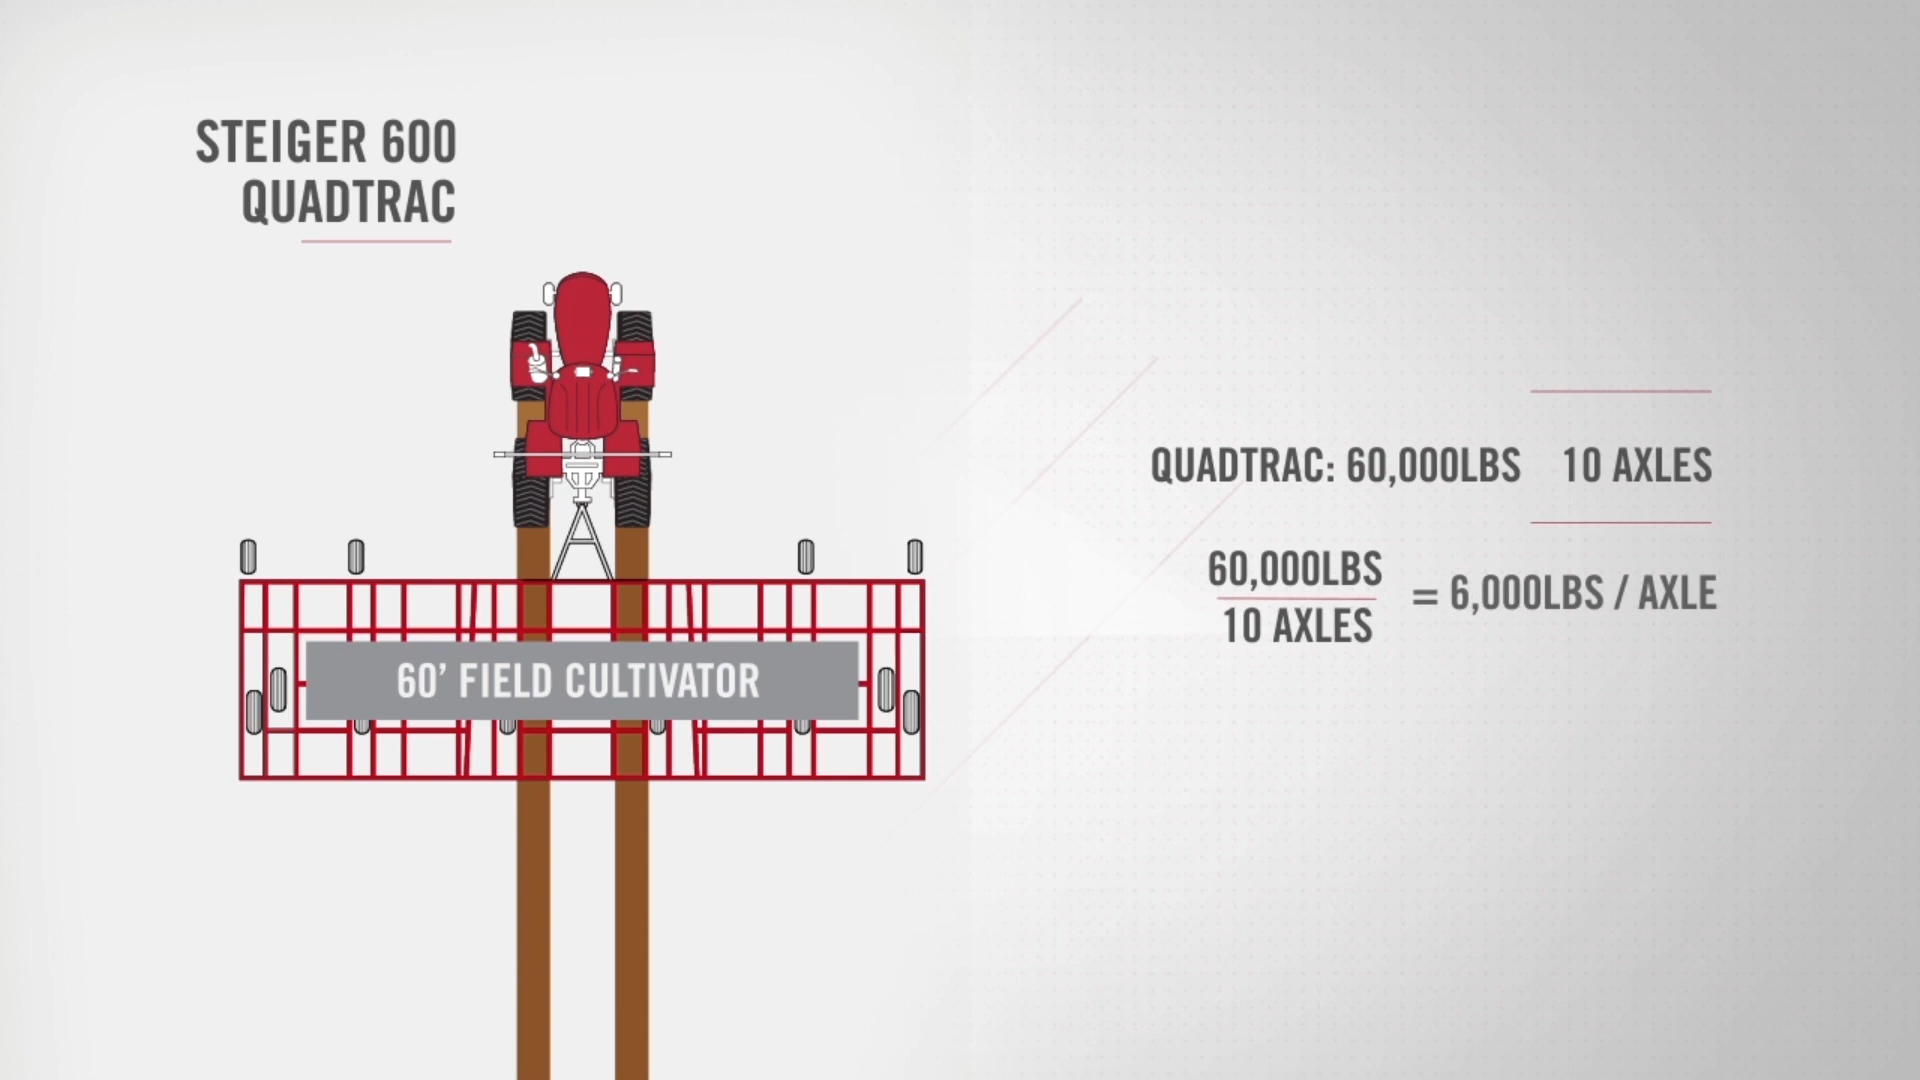 STEIGER 600
QUADTRAC
60’ FIELD CULTIVATOR
QUADTRAC: 60,000LBS 10 AXLES
60,000LBS
10 AXLES
= 6,000LBS / AXLE